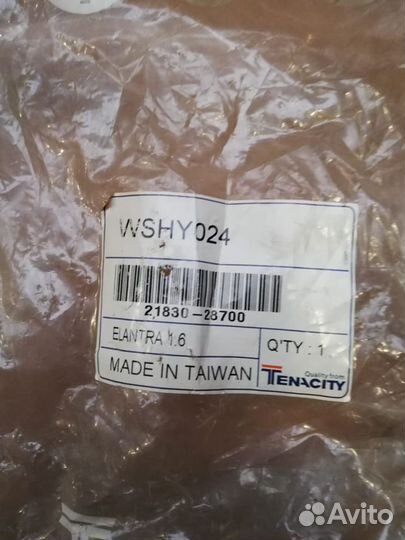 WSHY024
21830-28700
ELANTRA 1.6
Q'TY : 1
MADE IN TAIWAN
Quality from
TENACITY
Avito